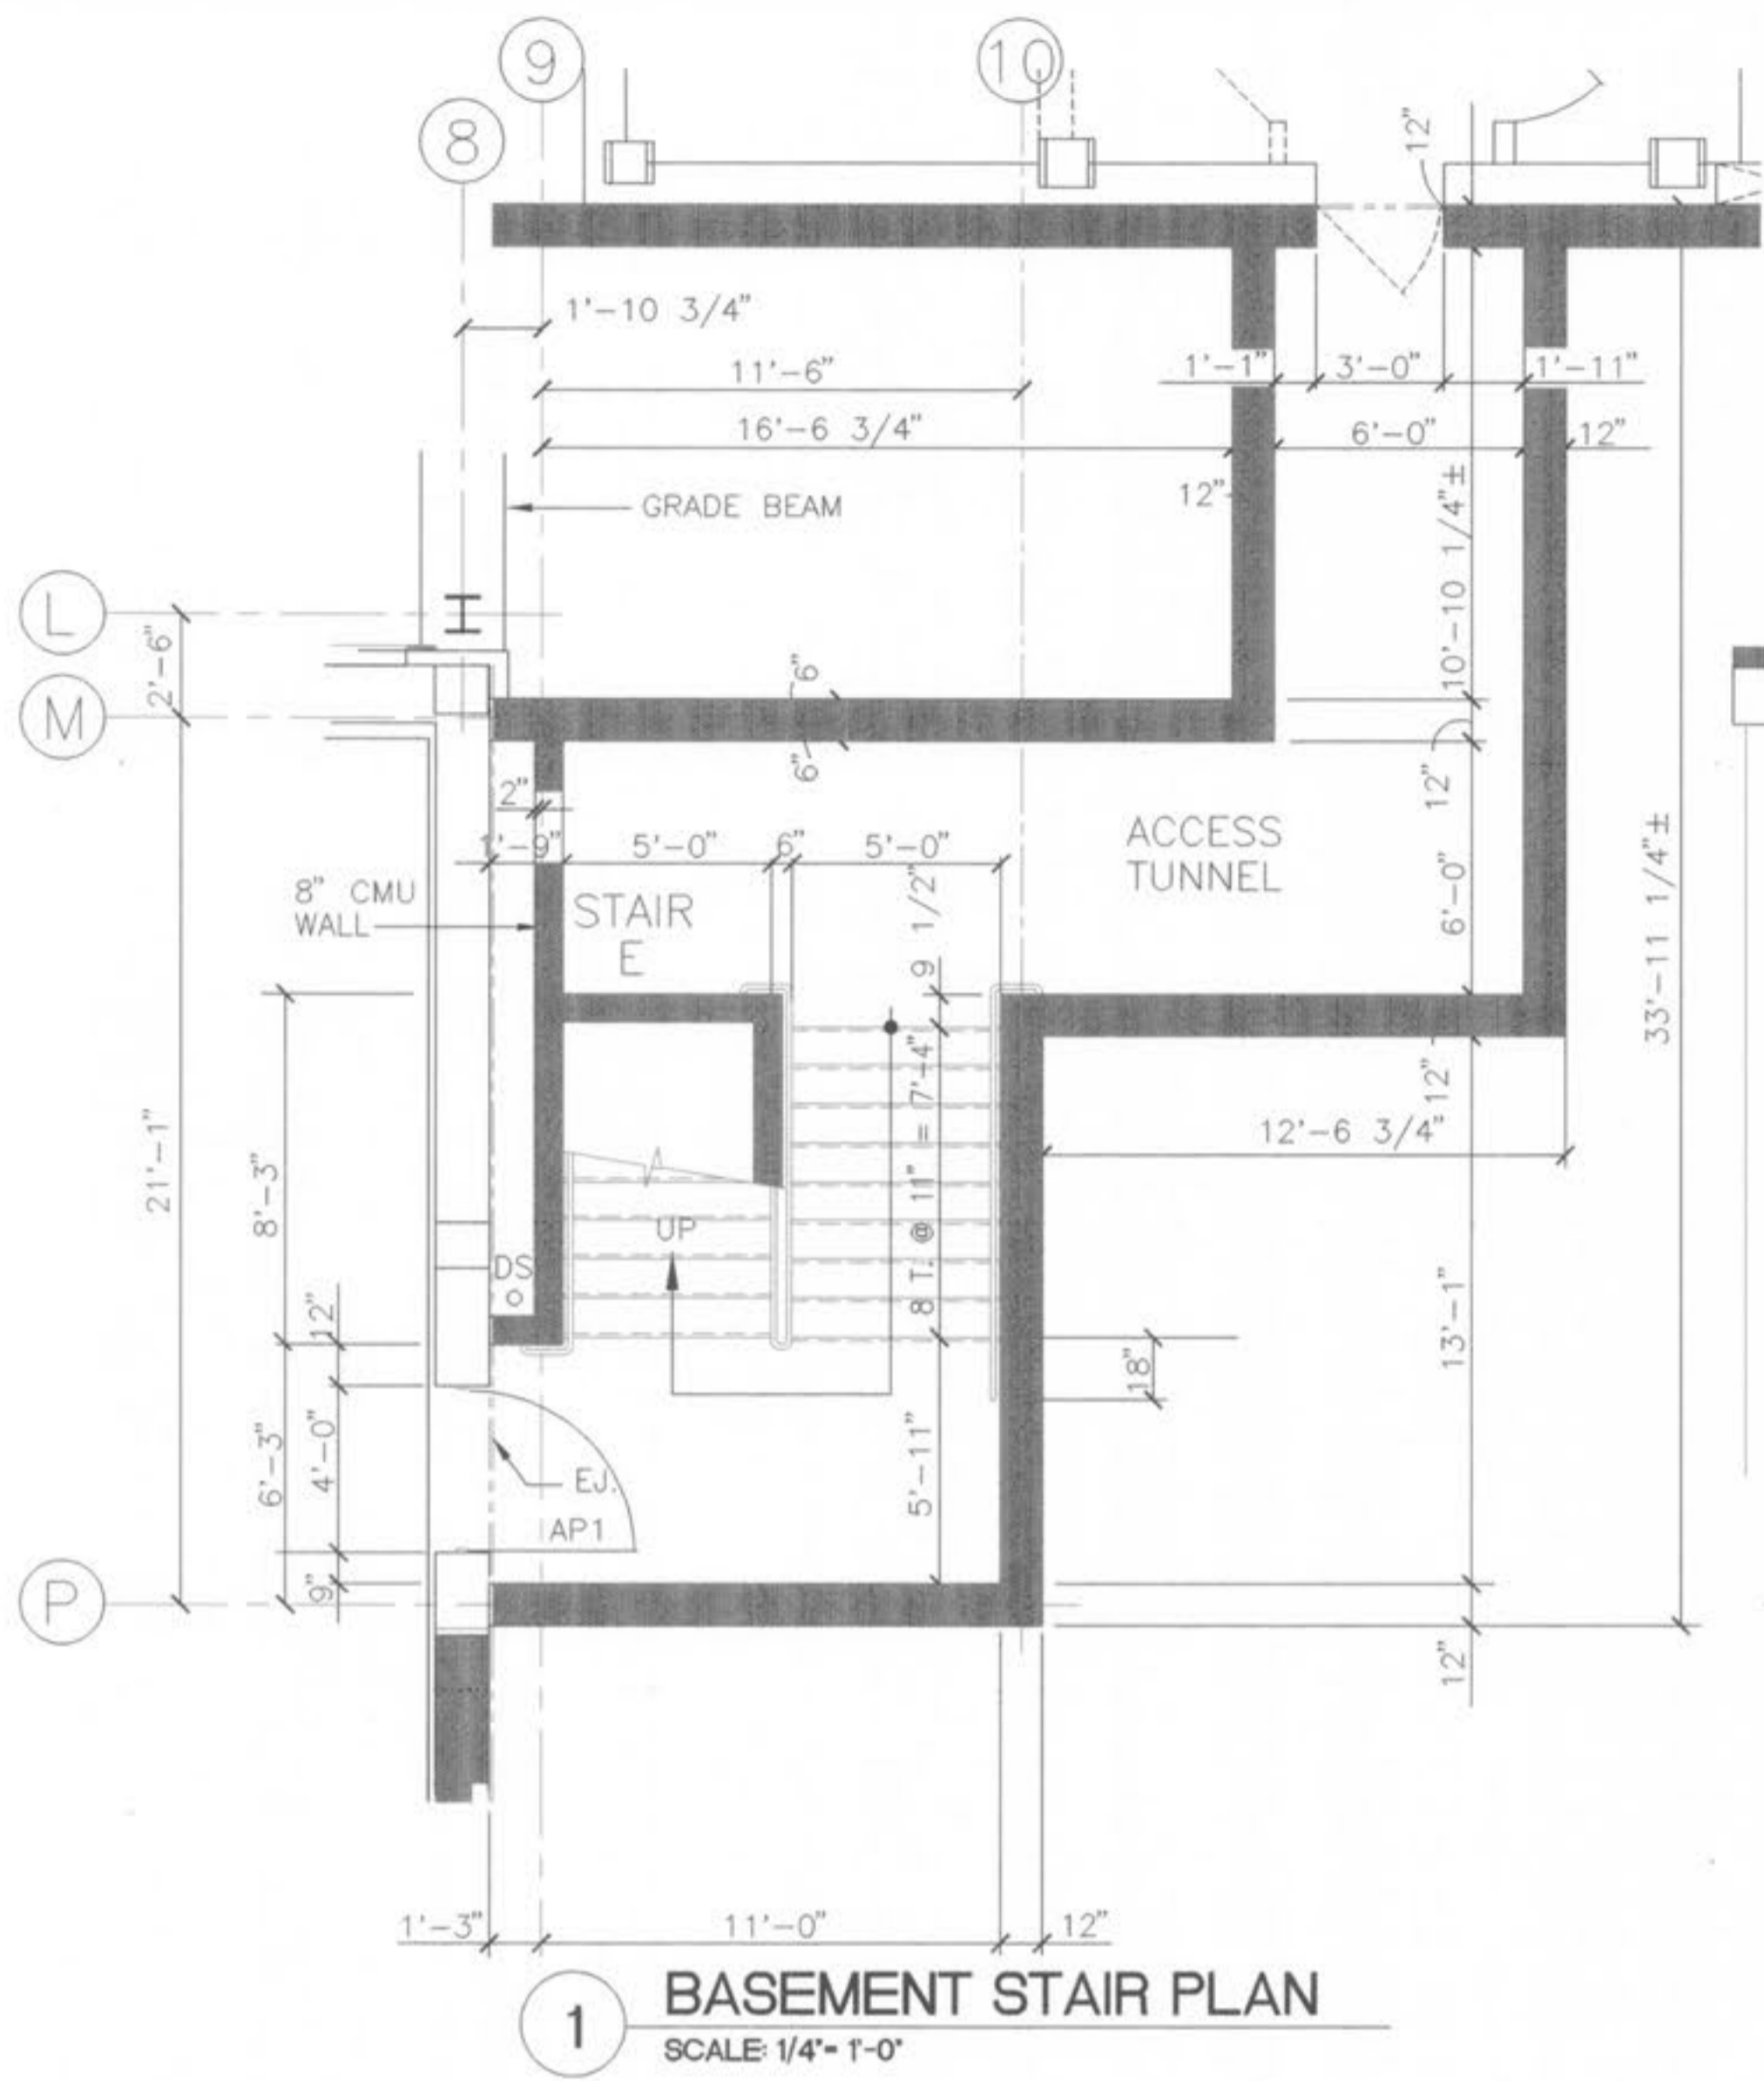 9
10
8
12"
1'-10 3/4"
11'-6"
1'-1"
3'-0"
1'-11"
16'-6 3/4"
6'-0"
12"
12"
GRADE BEAM
10'-10 1/4"±
L
2'-6"
M
6"
6"
2"
12"
1'-9"
5'-0"
6"
5'-0"
ACCESS
TUNNEL
8" CMU
WALL
STAIR
E
9 1/2"
6'-0"
33'-11 1/4"±
8 T. @ 11" = 7'-4"
12"
12'-6 3/4"
21'-1"
8'-3"
UP
DS
12"
18"
13'-1"
6'-3"
4'-0"
EJ.
AP1
5'-11"
9"
P
12"
1'-3"
11'-0"
12"
1
BASEMENT STAIR PLAN
SCALE: 1/4"= 1'-0"